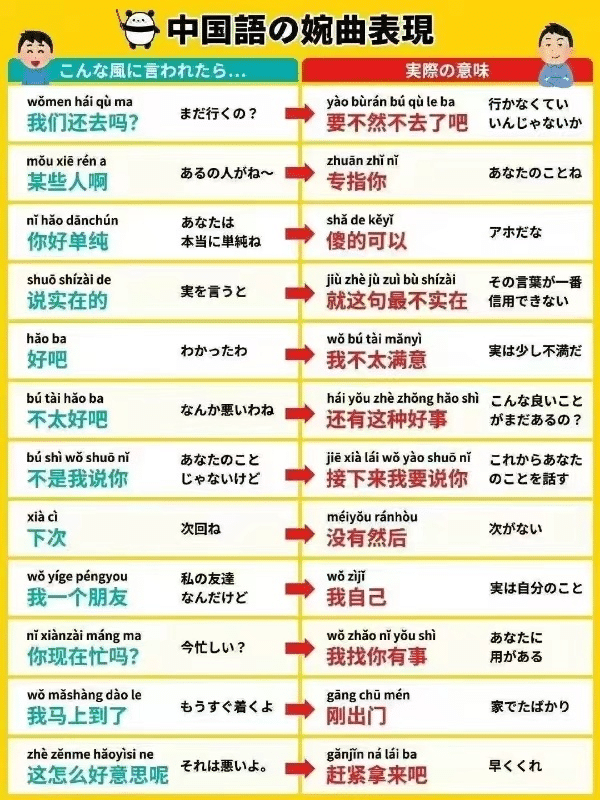 中国語の婉曲表現
こんな風に言われたら...
実際の意味
wǒmen hái qù ma
我们还去吗?
まだ行くの？
yào bùrán bú qù le ba
要不然不去了吧
行かなくてい
いんじゃないか
mǒu xiē rén a
某些人啊
あるの人がね～
zhuān zhǐ nǐ
专指你
あなたのことね
nǐ hǎo dānchún
你好单纯
あなたは
本当に単純ね
shǎ de kěyǐ
傻的可以
アホだな
shuō shízài de
说实在的
実を言うと
jiù zhè jù zuì bù shízài
就这句最不实在
その言葉が一番
信用できない
hǎo ba
好吧
わかったわ
wǒ bú tài mǎnyì
我不太满意
実は少し不満だ
bú tài hǎo ba
不太好吧
なんか悪いわね
hái yǒu zhè zhǒng hǎo shì
还有这种好事
こんな良いこと
がまだあるの？
bú shì wǒ shuō nǐ
不是我说你
あなたのこと
じゃないけど
jiē xià lái wǒ yào shuō nǐ
接下来我要说你
これからあなた
のことを話す
xià cì
下次
次回ね
méiyǒu ránhòu
没有然后
次がない
wǒ yíge péngyou
我一个朋友
私の友達
なんだけど
wǒ zìjǐ
我自己
実は自分のこと
nǐ xiànzài máng ma
你现在忙吗?
今忙しい？
wǒ zhǎo nǐ yǒu shì
我找你有事
あなたに
用がある
wǒ mǎshàng dào le
我马上到了
もうすぐ着くよ
gāng chū mén
刚出门
家でたばかり
zhè zěnme hǎoyìsi ne
这怎么好意思呢
それは悪いよ。
gǎnjǐn ná lái ba
赶紧拿来吧
早くくれ